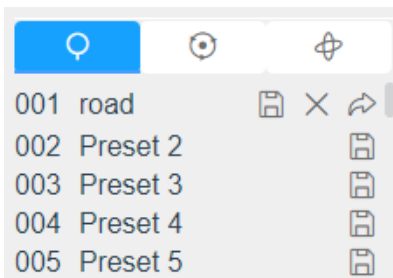 001 road
002 Preset 2
003 Preset 3
004 Preset 4
005 Preset 5